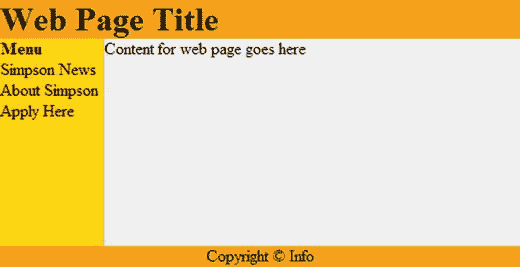 Web Page Title
Menu
Simpson News
About Simpson
Apply Here
Content for web page goes here
Copyright © Info